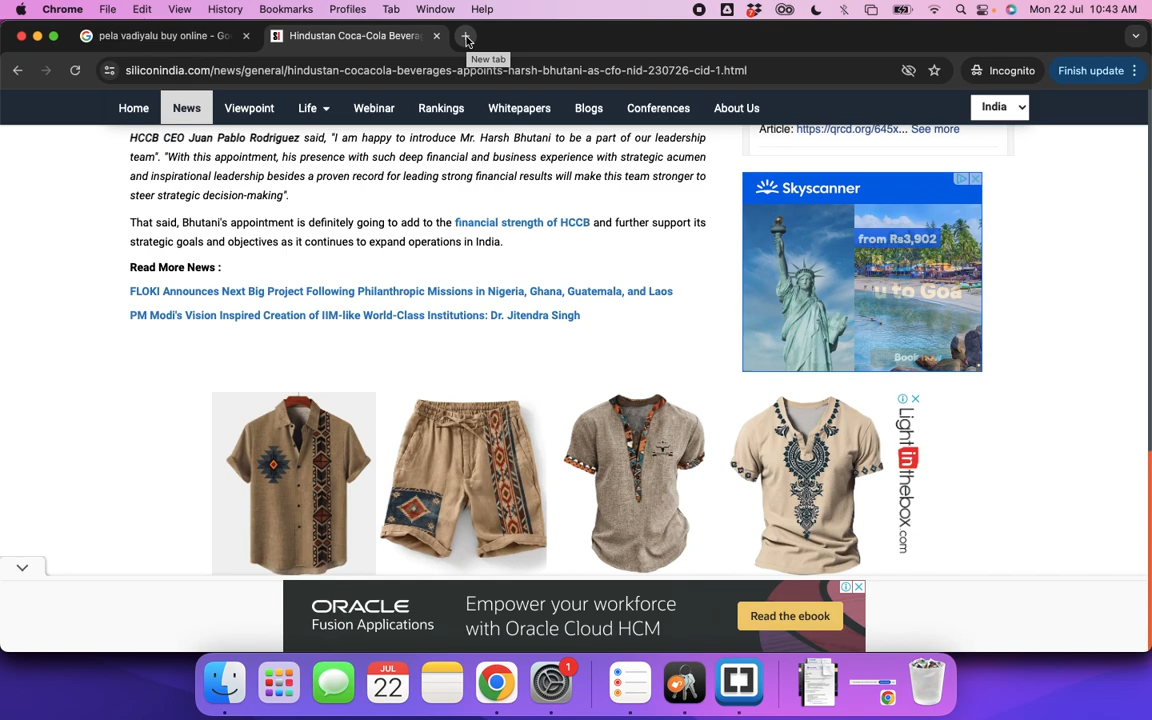 Chrome File Edit View History Bookmarks Profiles Tab Window Help 7 Mon 22 Jul 10:43 AM
pela vadiyalu buy online - Go Hindustan Coca-Cola Bevera
New tab
siliconindia.com/news/general/hindustan-cocacola-beverages-appoints-harsh-bhutani-as-cfo-nid-230726-cid-1.html Incognito Finish update
Home News Viewpoint Life Webinar Rankings Whitepapers Blogs Conferences About Us India
HCCB CEO Juan Pablo Rodriguez said, "I am happy to introduce Mr. Harsh Bhutani to be a part of our leadership
team". "With this appointment, his presence with such deep financial and business experience with strategic acumen
and inspirational leadership besides a proven record for leading strong financial results will make this team stronger to
steer strategic decision-making".
That said, Bhutani's appointment is definitely going to add to the financial strength of HCCB and further support its
strategic goals and objectives as it continues to expand operations in India.
Read More News :
FLOKI Announces Next Big Project Following Philanthropic Missions in Nigeria, Ghana, Guatemala, and Laos
PM Modi's Vision Inspired Creation of IIM-like World-Class Institutions: Dr. Jitendra Singh
Article: https://qrcd.org/645x... See more
Skyscanner
from Rs3,902
u to Goa
Book now
Lightinthebox.com
ORACLE
Fusion Applications
Empower your workforce
with Oracle Cloud HCM
Read the ebook
JUL
22
1